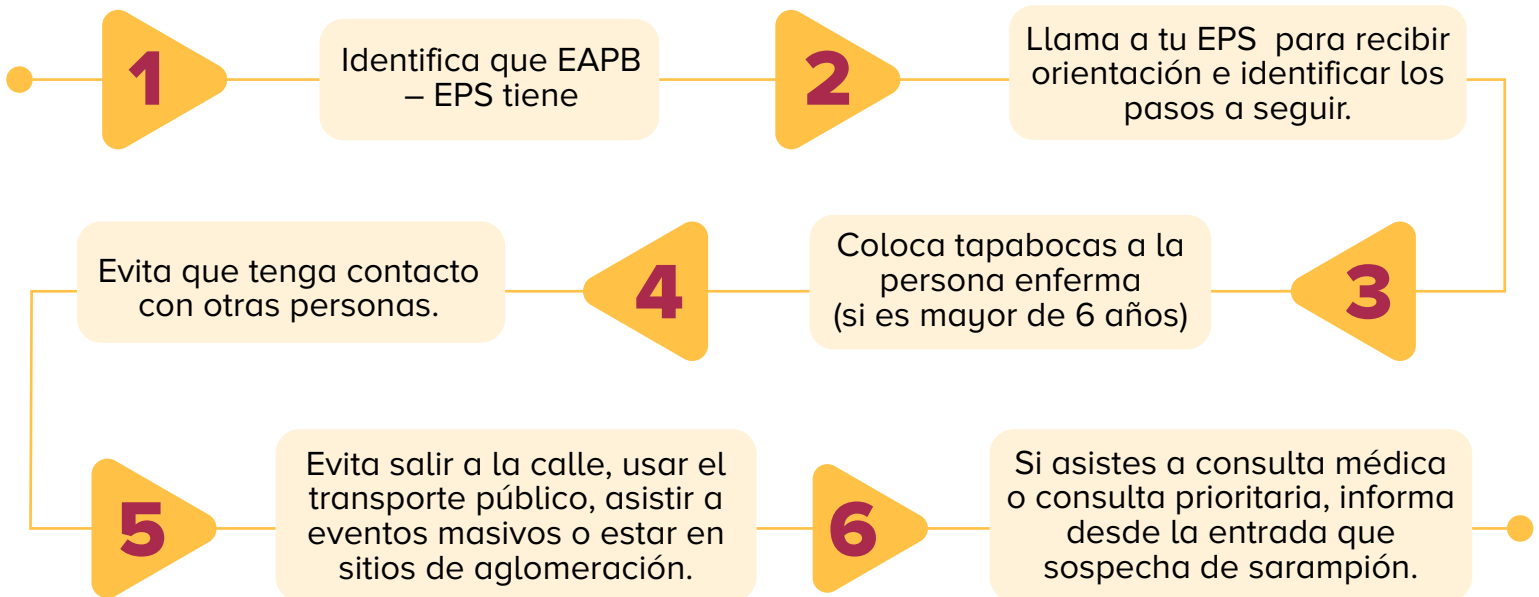 1
Identifica que EAPB
– EPS tiene
2
Llama a tu EPS para recibir
orientación e identificar los
pasos a seguir.
3
Coloca tapabocas a la
persona enferma
(si es mayor de 6 años)
4
Evita que tenga contacto
con otras personas.
5
Evita salir a la calle, usar el
transporte público, asistir a
eventos masivos o estar en
sitios de aglomeración.
6
Si asistes a consulta médica
o consulta prioritaria, informa
desde la entrada que
sospecha de sarampión.